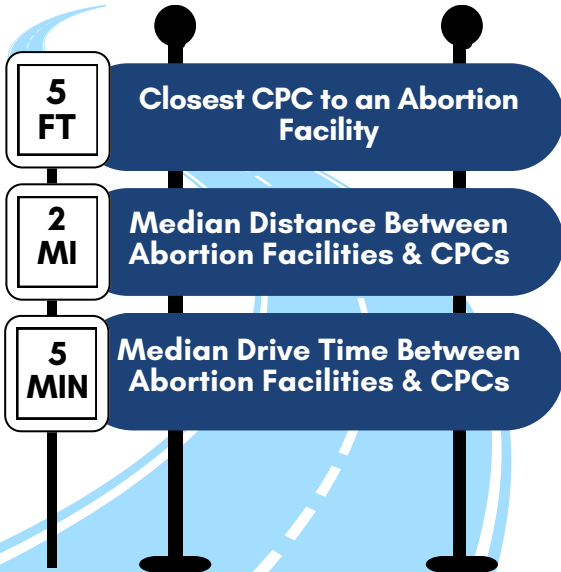 5
FT
Closest CPC to an Abortion
Facility
2
MI
Median Distance Between
Abortion Facilities & CPCs
5
MIN
Median Drive Time Between
Abortion Facilities & CPCs